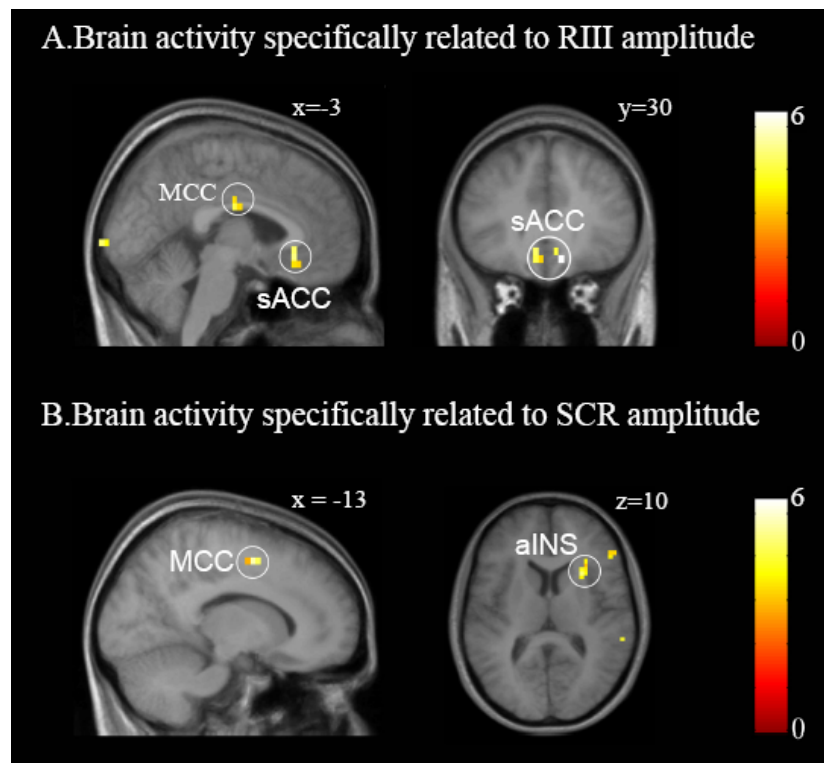 A.Brain activity specifically related to RIII amplitude
x=-3
y=30
6
MCC
sACC
sACC
0
B.Brain activity specifically related to SCR amplitude
x = -13
z=10
6
MCC
aINS
0